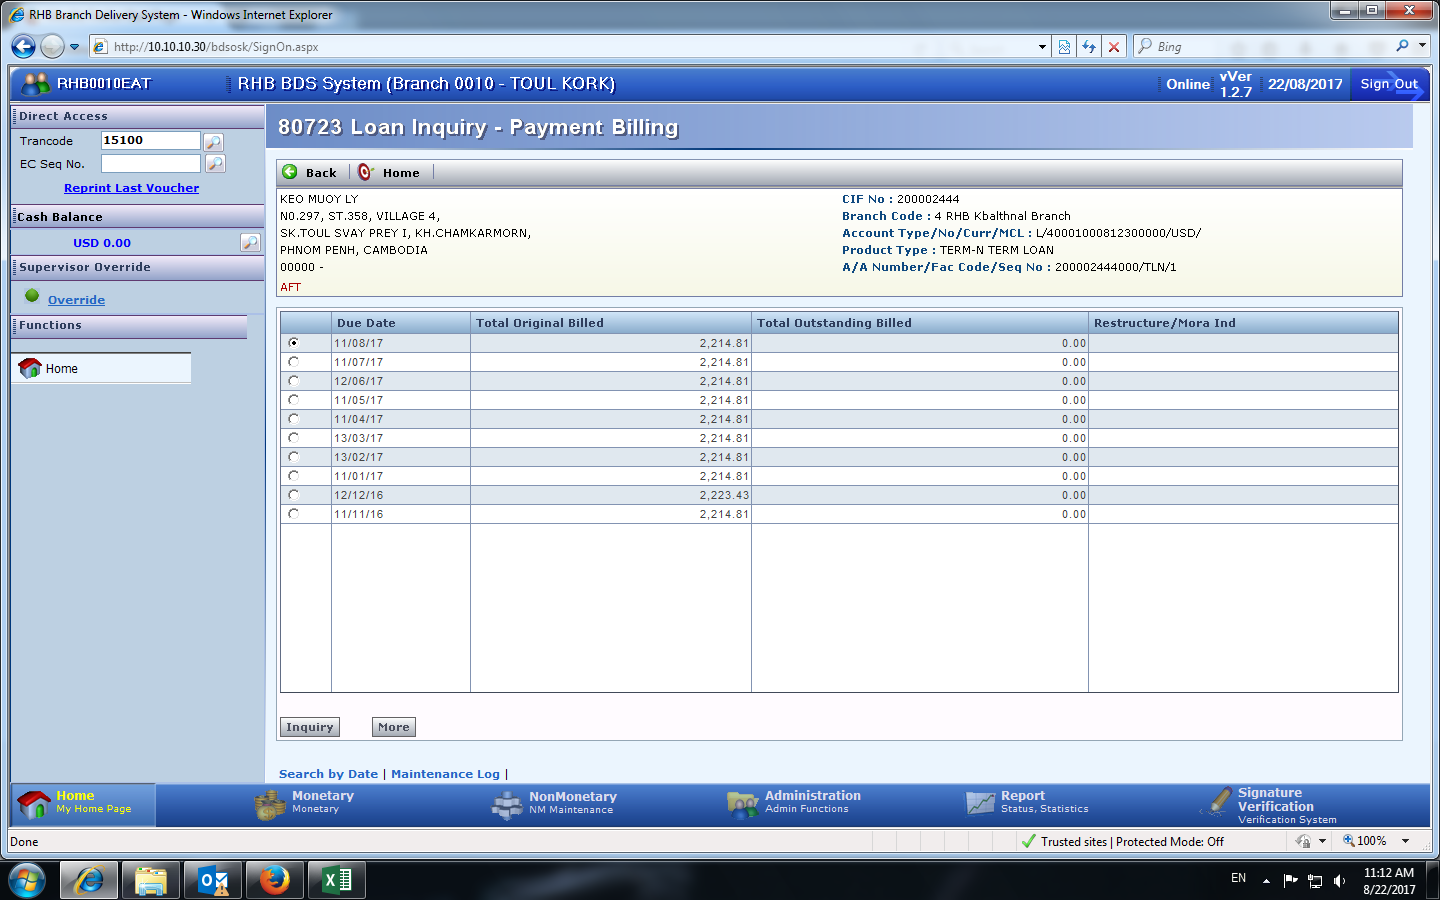 RHB Branch Delivery System - Windows Internet Explorer
http://10.10.10.30/bdsosk/SignOn.aspx
Bing
RHB0010EAT
RHB BDS System (Branch 0010 - TOUL KORK)
Online
vVer 1.2.7
22/08/2017
Sign Out
Direct Access
Trancode 15100
EC Seq No.
Reprint Last Voucher
Cash Balance
USD 0.00
Supervisor Override
Override
Functions
Home
80723 Loan Inquiry - Payment Billing
Back Home
KEO MUOY LY
N0.297, ST.358, VILLAGE 4,
SK.TOUL SVAY PREY I, KH.CHAMKARMORN,
PHNOM PENH, CAMBODIA
00000 -
AFT
CIF No : 200002444
Branch Code : 4 RHB Kbalthnal Branch
Account Type/No/Curr/MCL : L/40001000812300000/USD/
Product Type : TERM-N TERM LOAN
A/A Number/Fac Code/Seq No : 200002444000/TLN/1
Due Date Total Original Billed Total Outstanding Billed Restructure/Mora Ind
11/08/17 2,214.81 0.00
11/07/17 2,214.81 0.00
12/06/17 2,214.81 0.00
11/05/17 2,214.81 0.00
11/04/17 2,214.81 0.00
13/03/17 2,214.81 0.00
13/02/17 2,214.81 0.00
11/01/17 2,214.81 0.00
12/12/16 2,223.43 0.00
11/11/16 2,214.81 0.00
Inquiry More
Search by Date | Maintenance Log |
Home
My Home Page
Monetary
Monetary
NonMonetary
NM Maintenance
Administration
Admin Functions
Report
Status, Statistics
Signature
Verification
Verification System
Done
Trusted sites | Protected Mode: Off
100%
EN
11:12 AM
8/22/2017